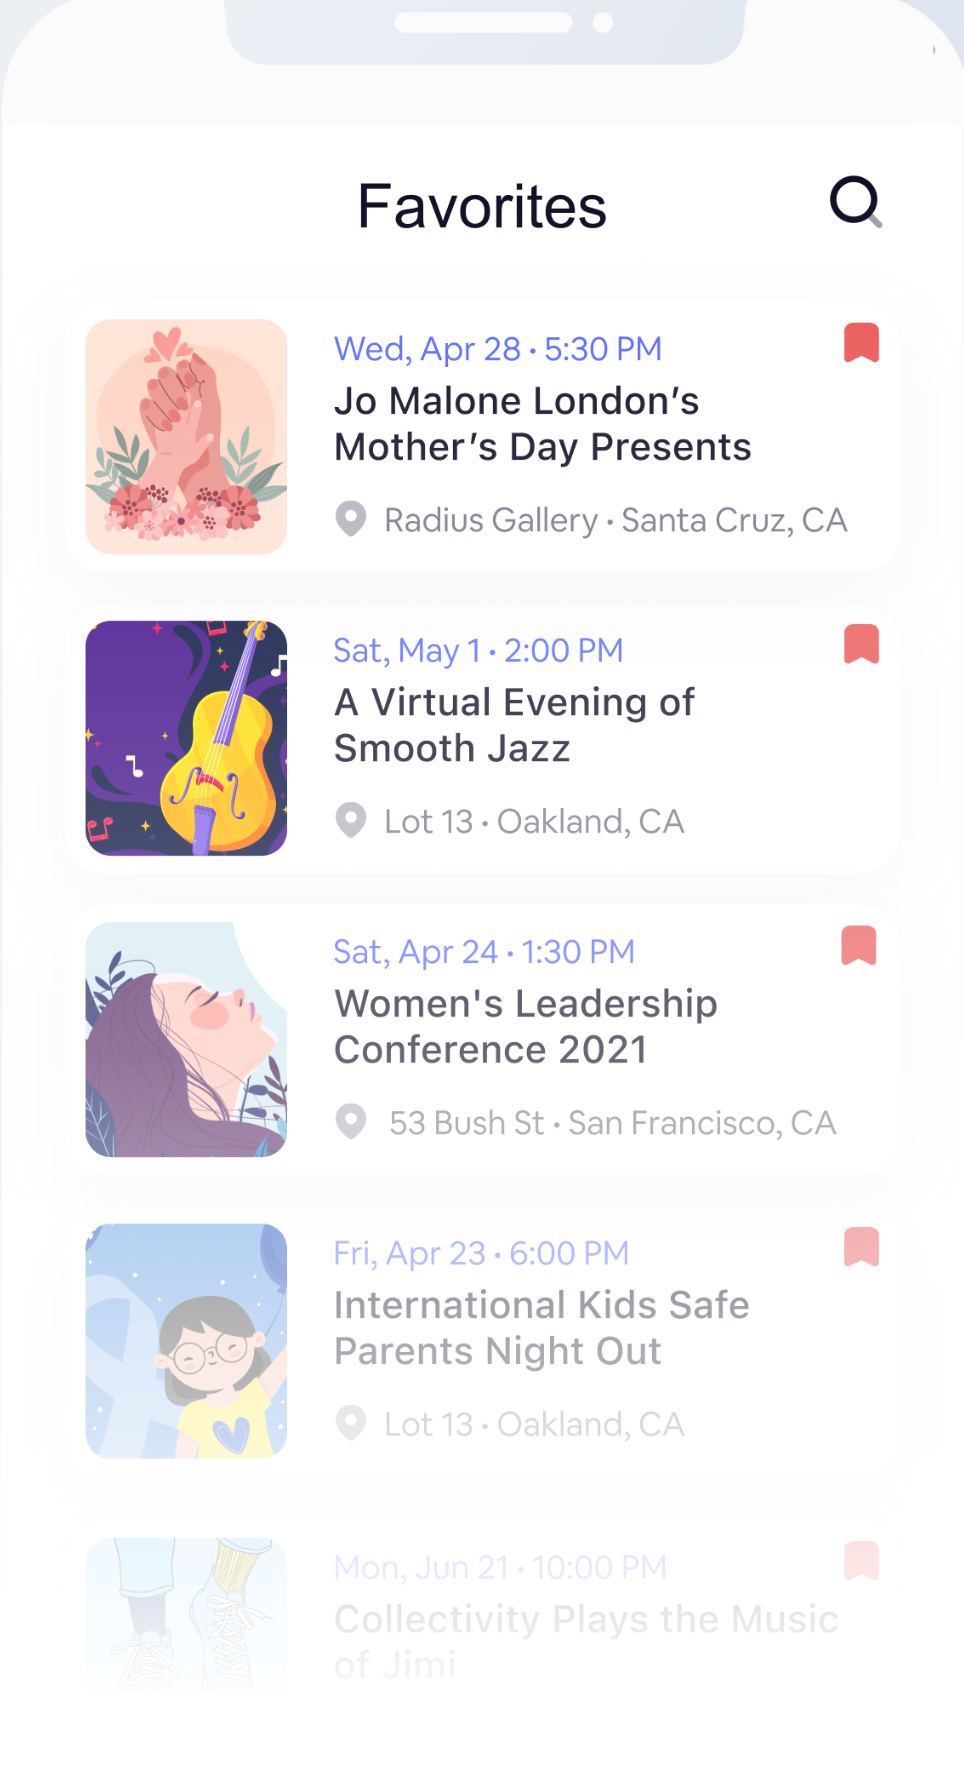 Favorites
Wed, Apr 28 • 5:30 PM
Jo Malone London’s
Mother’s Day Presents
Radius Gallery • Santa Cruz, CA
Sat, May 1 • 2:00 PM
A Virtual Evening of
Smooth Jazz
Lot 13 • Oakland, CA
Sat, Apr 24 • 1:30 PM
Women's Leadership
Conference 2021
53 Bush St • San Francisco, CA
Fri, Apr 23 • 6:00 PM
International Kids Safe
Parents Night Out
Lot 13 • Oakland, CA
Mon, Jun 21 • 10:00 PM
Collectivity Plays the Music
of Jimi